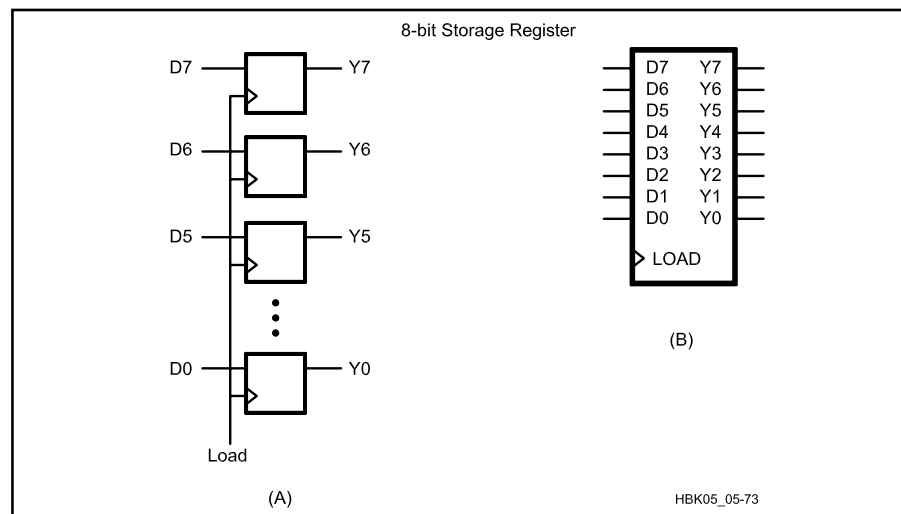 8-bit Storage Register
D7 Y7
D6 Y6
D5 Y5
D0 Y0
Load
(A)
D7 Y7
D6 Y6
D5 Y5
D4 Y4
D3 Y3
D2 Y2
D1 Y1
D0 Y0
LOAD
(B)
HBK05_05-73